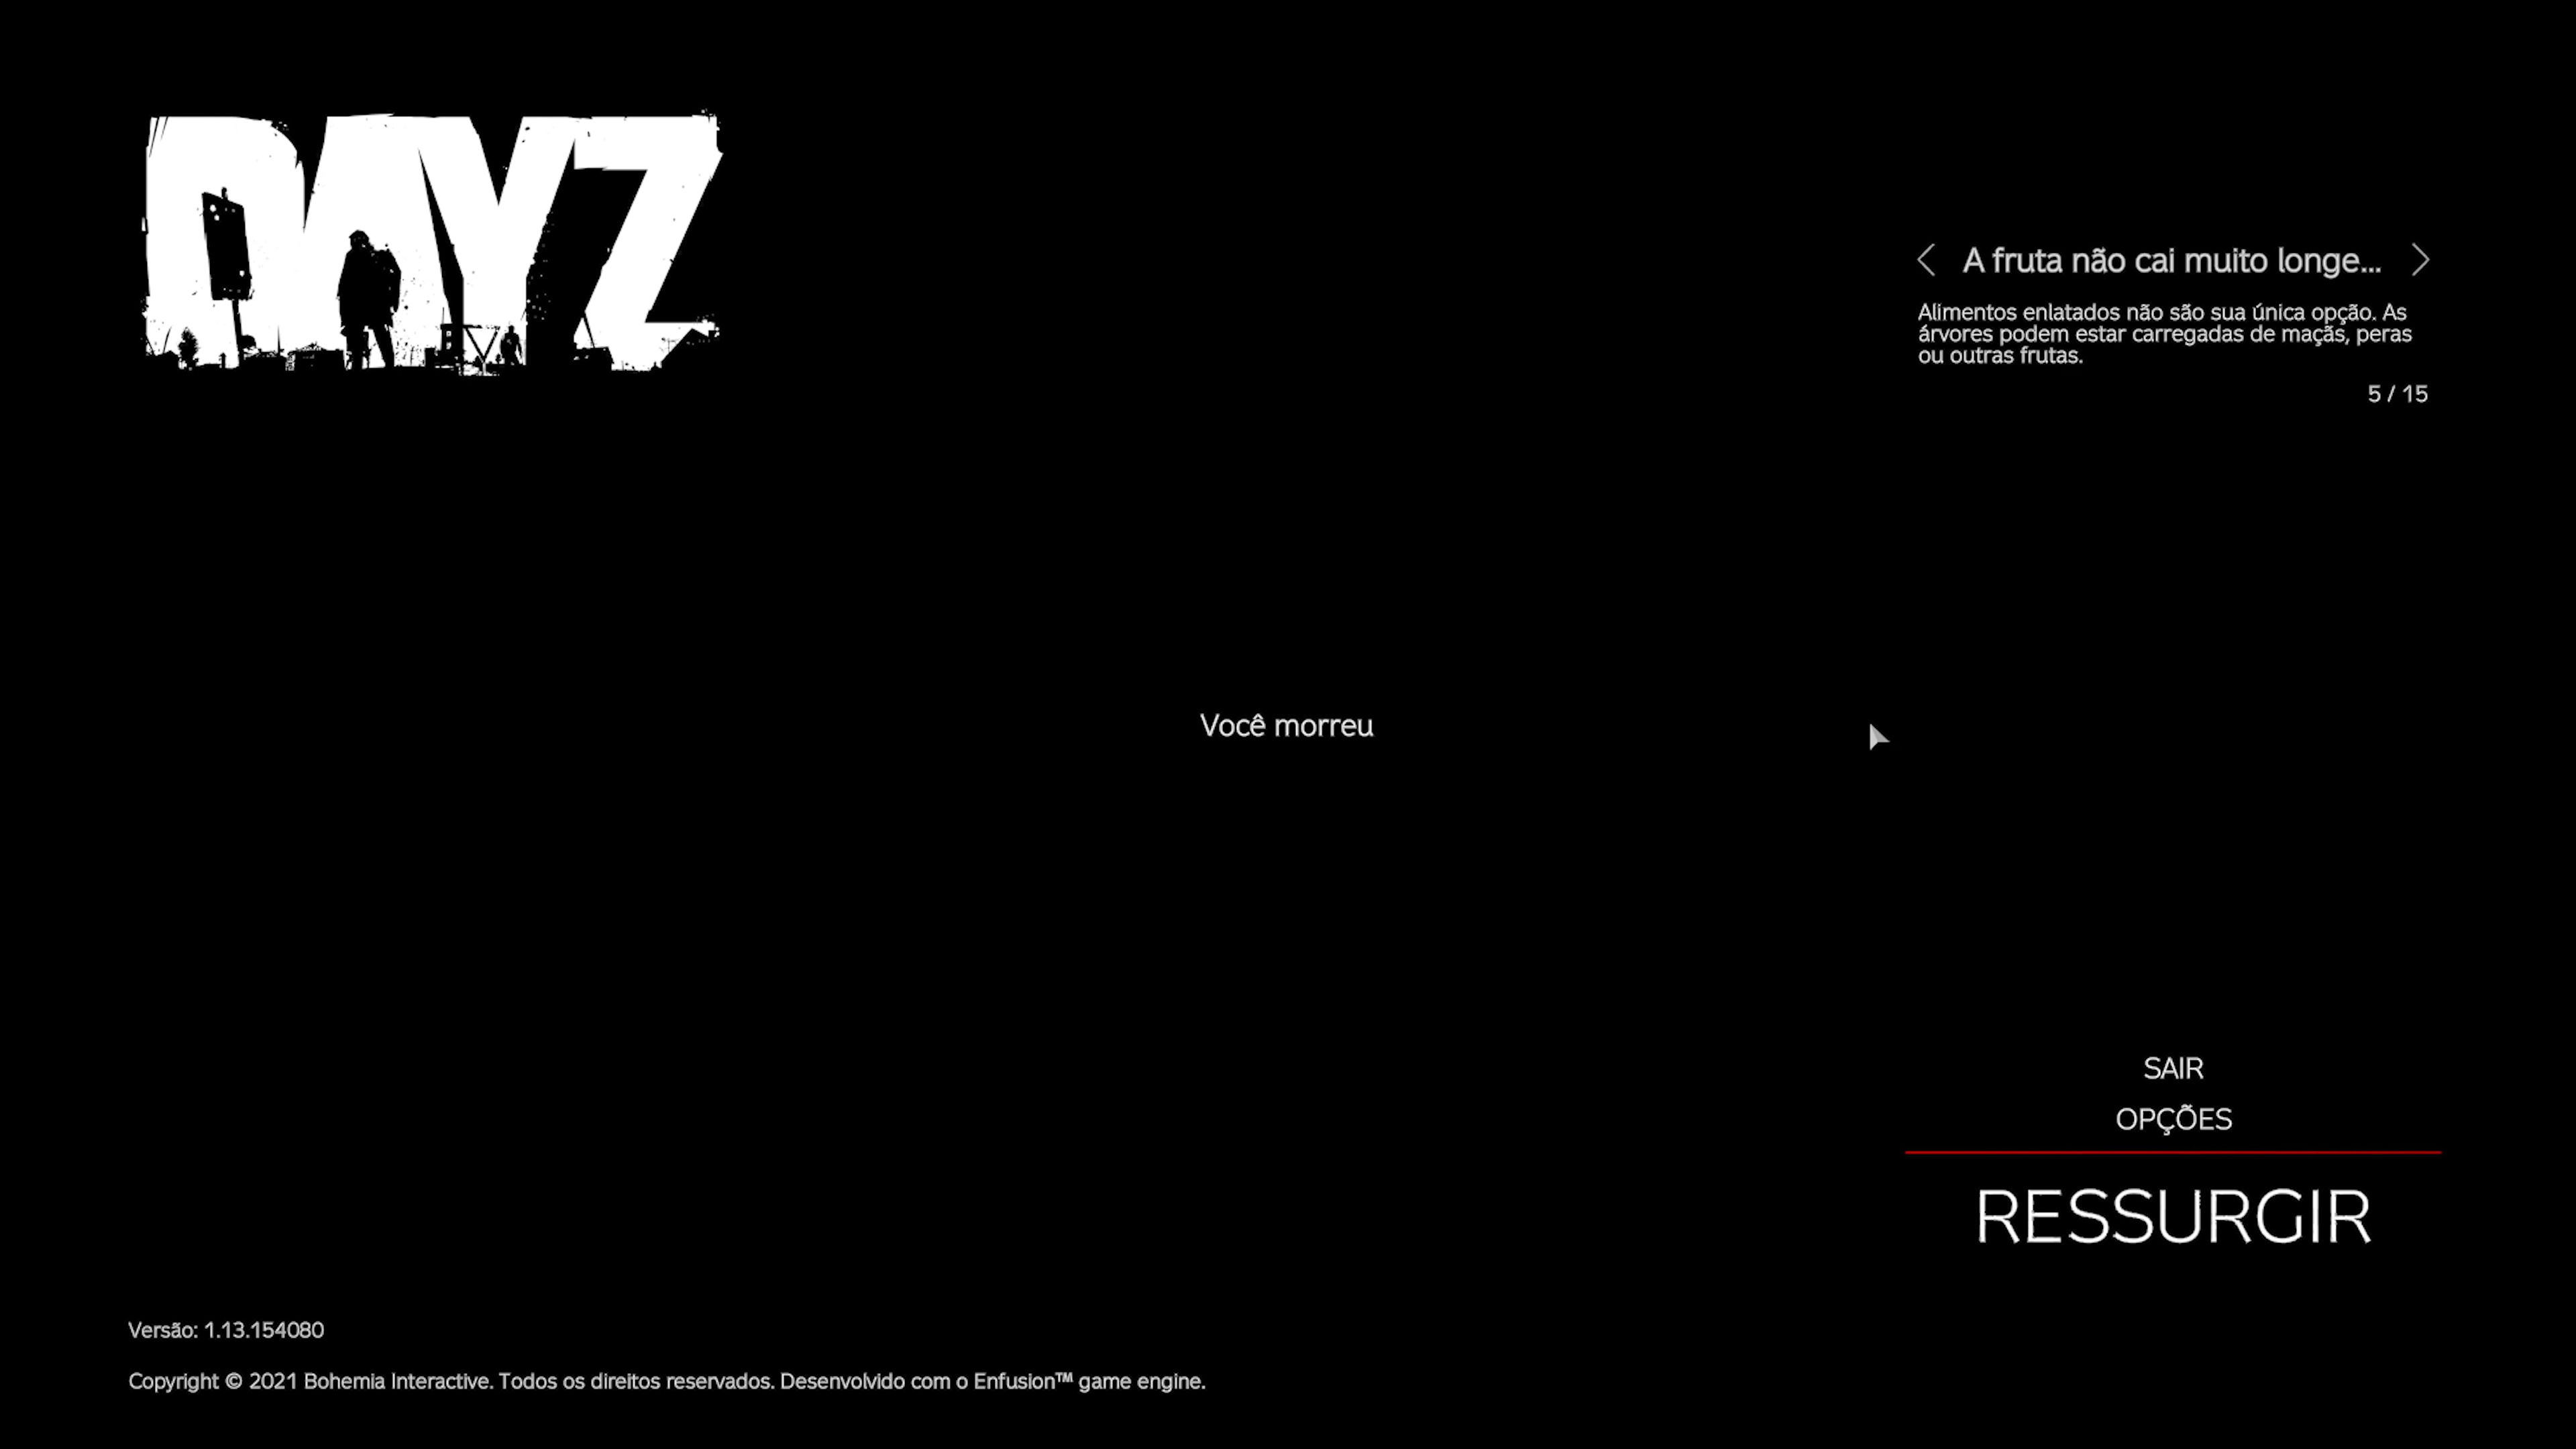 DAYZ
A fruta não cai muito longe...
Alimentos enlatados não são sua única opção. As
árvores podem estar carregadas de maçãs, peras
ou outras frutas.
5 / 15
Você morreu
SAIR
OPÇÕES
RESSURGIR
Versão: 1.13.154080
Copyright © 2021 Bohemia Interactive. Todos os direitos reservados. Desenvolvido com o Enfusion™ game engine.